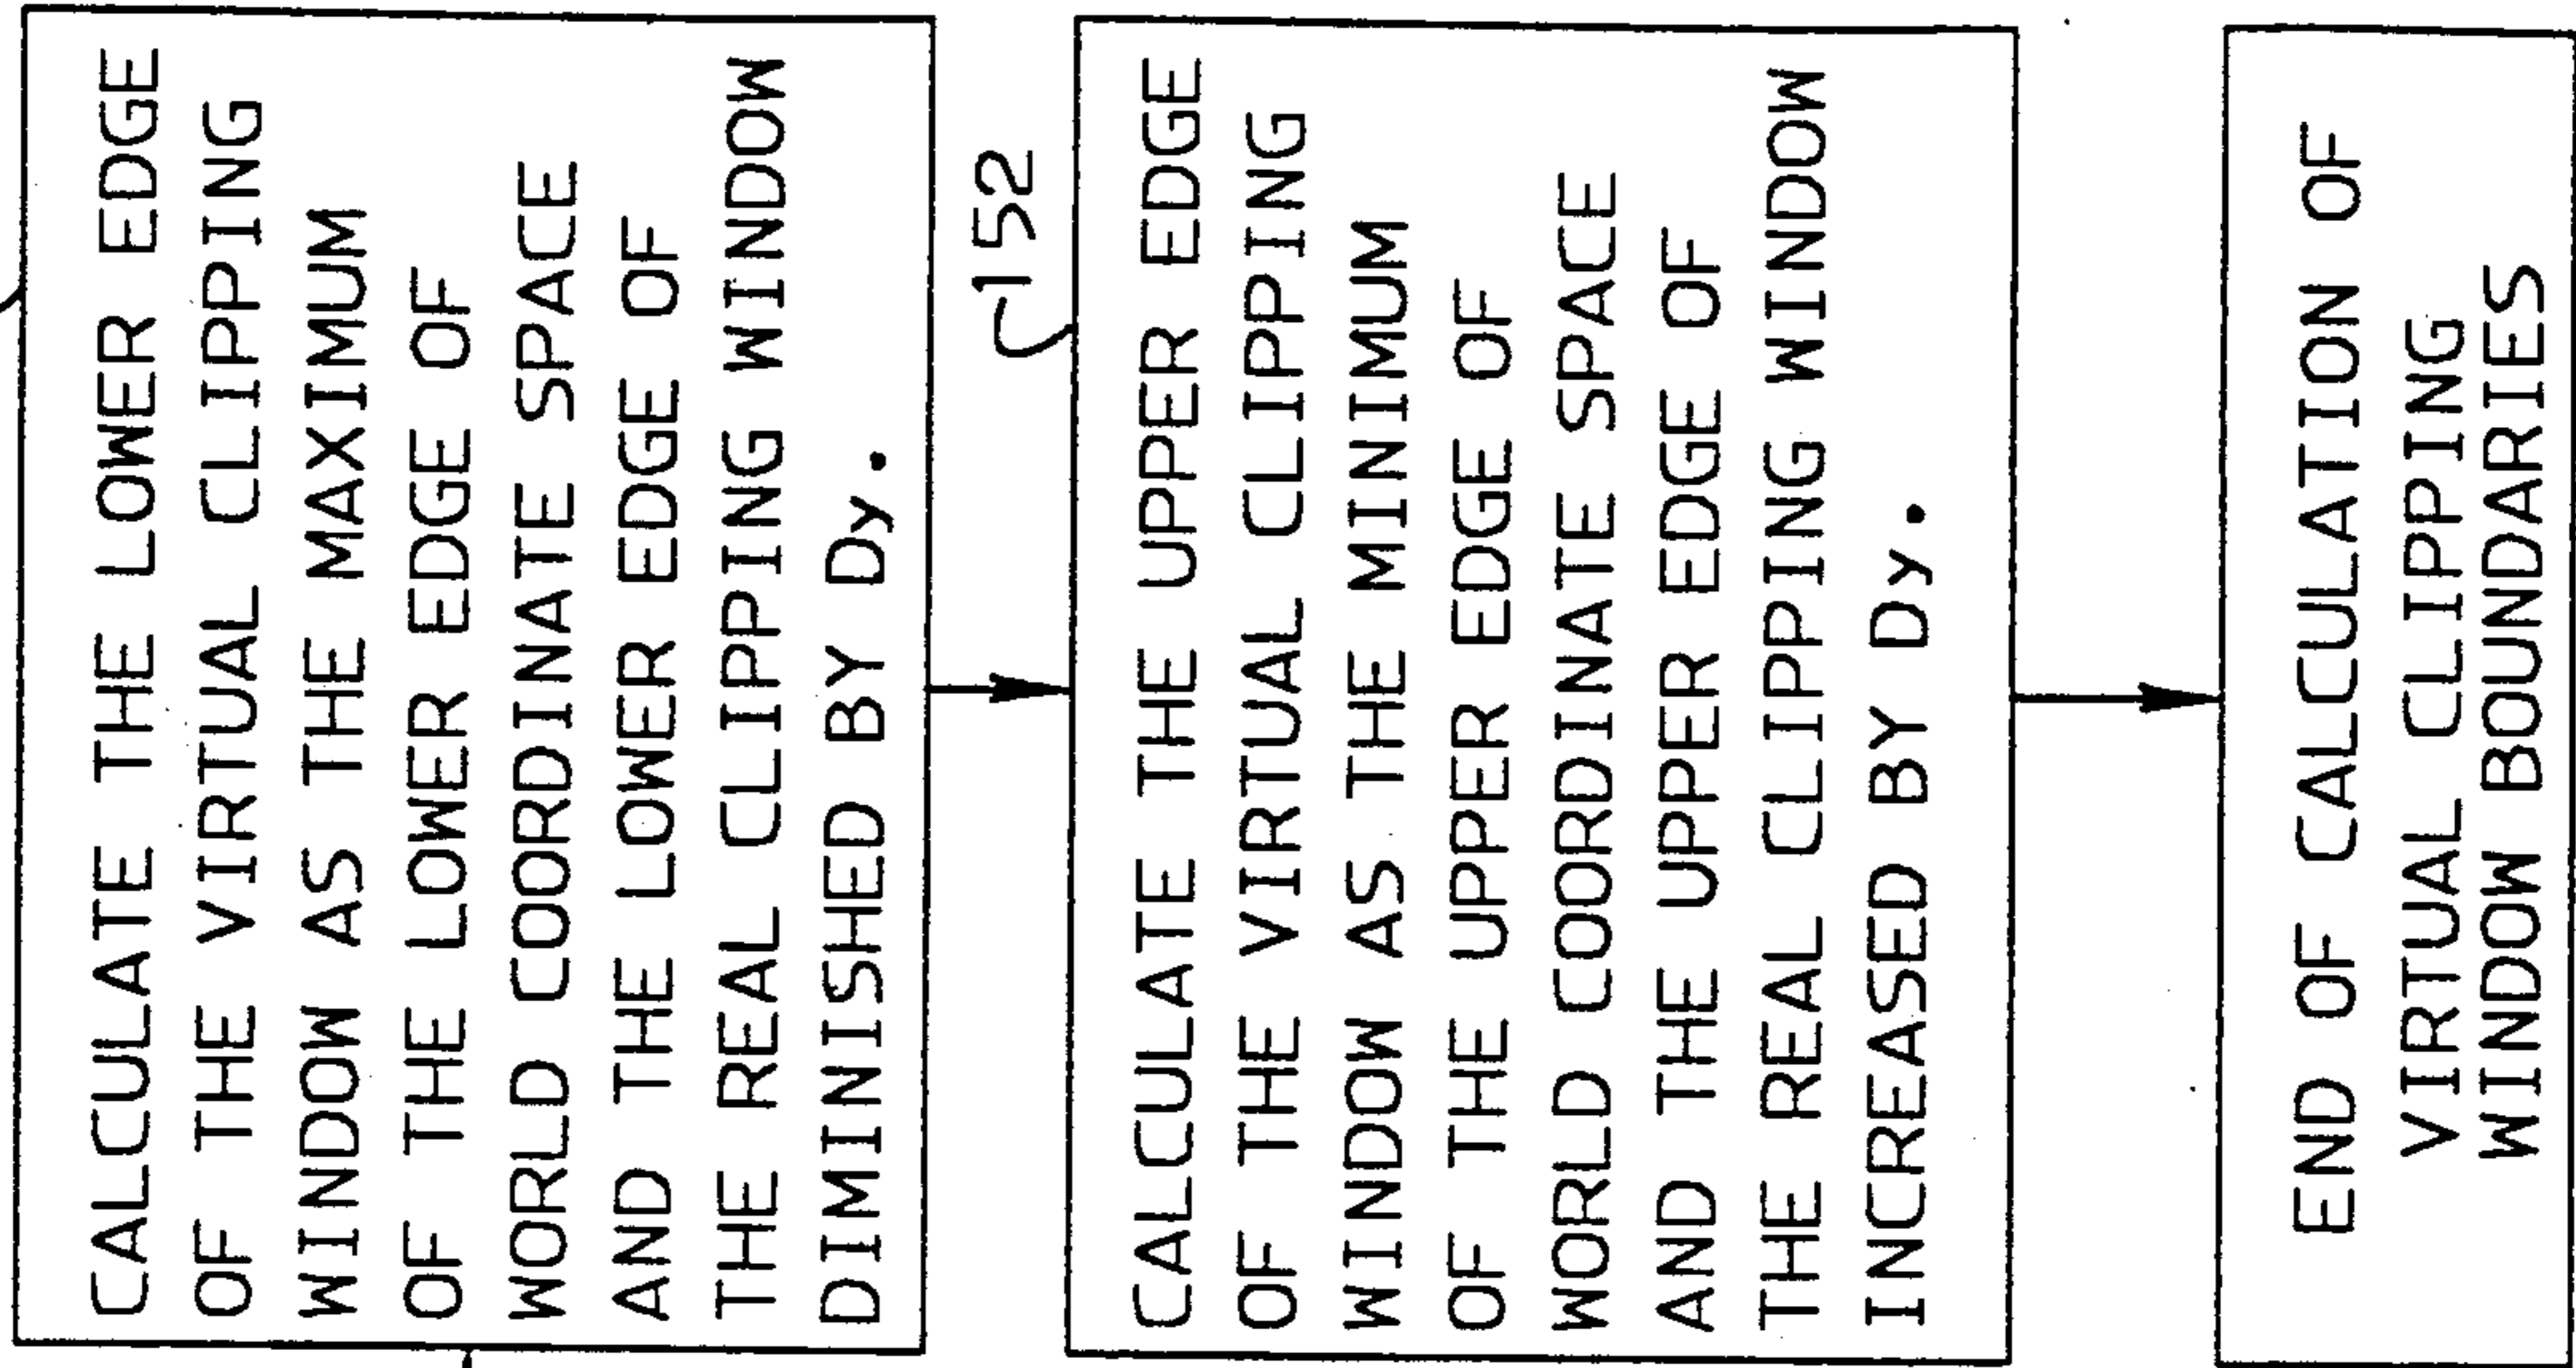 CALCULATE THE LOWER EDGE
OF THE VIRTUAL CLIPPING
WINDOW AS THE MAXIMUM
OF THE LOWER EDGE OF
WORLD COORDINATE SPACE
AND THE LOWER EDGE OF
THE REAL CLIPPING WINDOW
DIMINISHED BY Dy.
152
CALCULATE THE UPPER EDGE
OF THE VIRTUAL CLIPPING
WINDOW AS THE MINIMUM
OF THE UPPER EDGE OF
WORLD COORDINATE SPACE
AND THE UPPER EDGE OF
THE REAL CLIPPING WINDOW
INCREASED BY Dy.
END OF CALCULATION OF
VIRTUAL CLIPPING
WINDOW BOUNDARIES